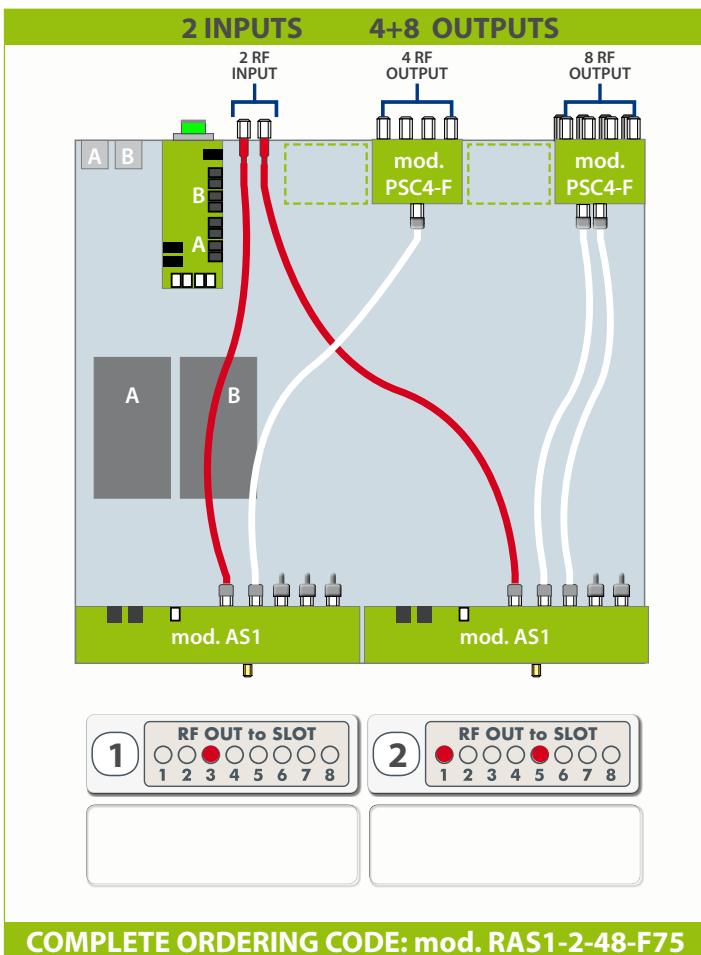 2 INPUTS 4+8 OUTPUTS
2 RF
INPUT
4 RF
OUTPUT
8 RF
OUTPUT
A B
mod.
PSC4-F
mod.
PSC4-F
B
A
A
B
mod. AS1
mod. AS1
1
RF OUT to SLOT
1 2 3 4 5 6 7 8
2
RF OUT to SLOT
1 2 3 4 5 6 7 8
COMPLETE ORDERING CODE: mod. RAS1-2-48-F75